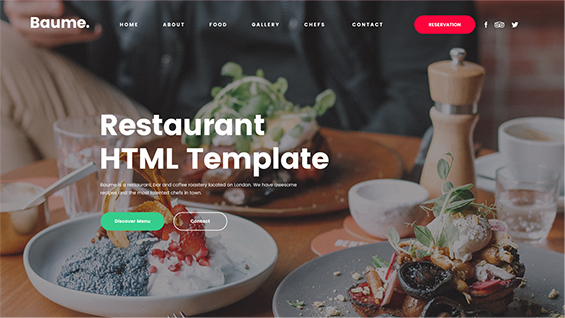 Baume.
HOME ABOUT FOOD GALLERY CHEFS CONTACT RESERVATION
Restaurant
HTML Template
Baume is a restaurant, bar and coffee roastery located on London. We have awesome
recipes and the most talented chefs in town.
Discover Menu Contact